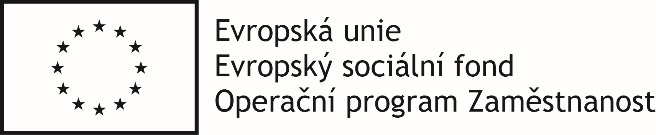 Evropská unie
Evropský sociální fond
Operační program Zaměstnanost